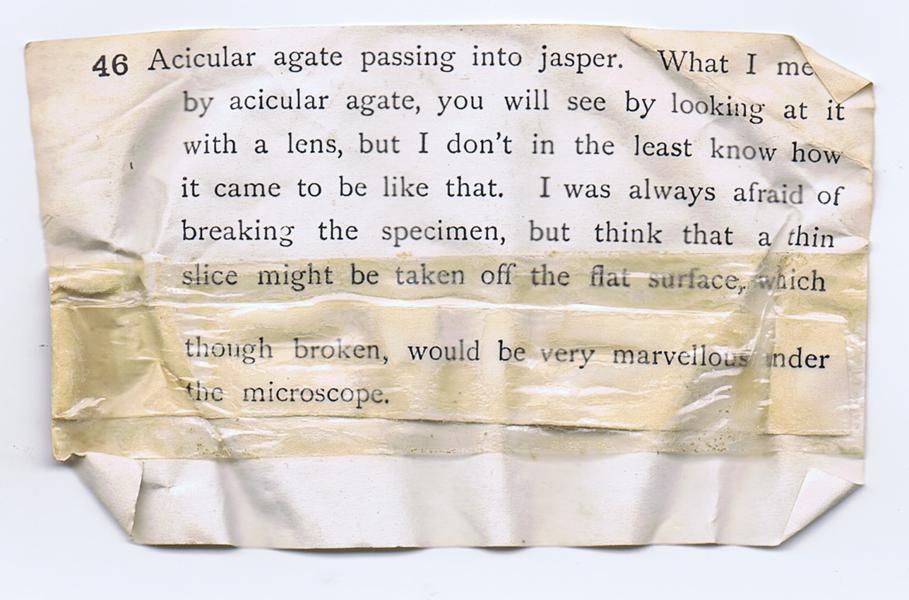 46 Acicular agate passing into jasper. What I me
by acicular agate, you will see by looking at it
with a lens, but I don't in the least know how
it came to be like that. I was always afraid of
breaking the specimen, but think that a thin
slice might be taken off the flat surface, which
though broken, would be very marvellous nder
the microscope.